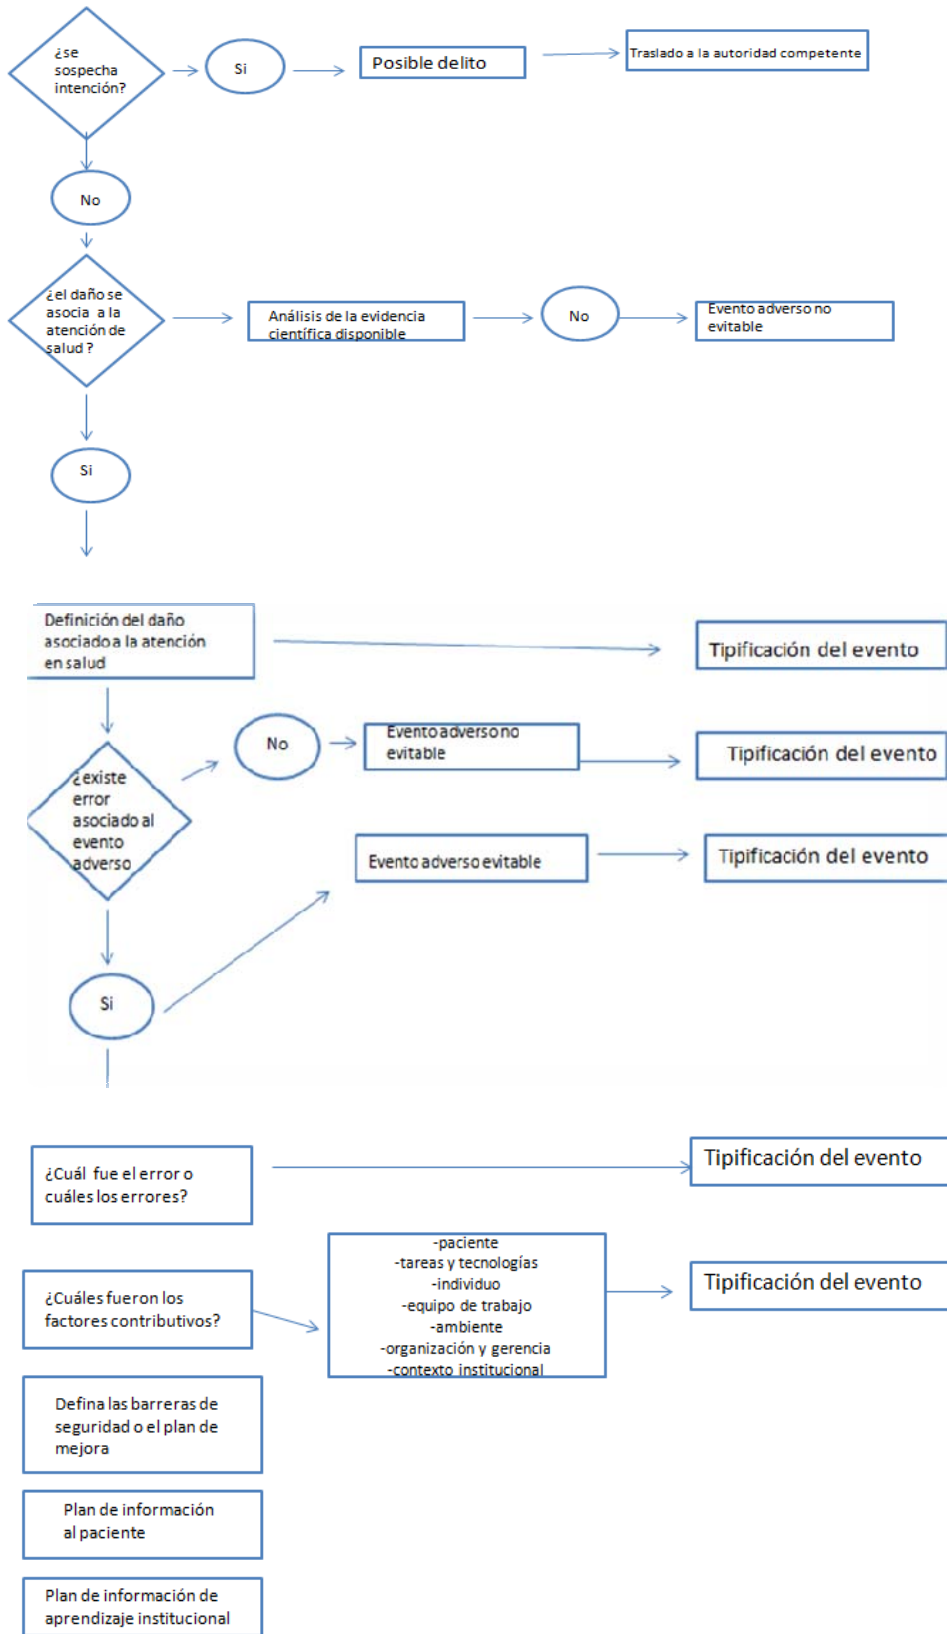 ¿se
sospecha
intención?
Si
Posible delito
Traslado a la autoridad competente
No
¿el daño se
asocia a la
atención de
salud ?
Análisis de la evidencia
científica disponible
No
Evento adverso no
evitable
Si
Definición del daño
asociado a la atención
en salud
Tipificación del evento
¿existe
error
asociado al
evento
adverso
No
Evento adverso no
evitable
Tipificación del evento
Evento adverso evitable
Tipificación del evento
Si
¿Cuál fue el error o
cuáles los errores?
Tipificación del evento
¿Cuáles fueron los
factores contributivos?
-paciente
-tareas y tecnologías
-individuo
-equipo de trabajo
-ambiente
-organización y gerencia
-contexto institucional
Tipificación del evento
Defina las barreras de
seguridad o el plan de
mejora
Plan de información
al paciente
Plan de información de
aprendizaje institucional